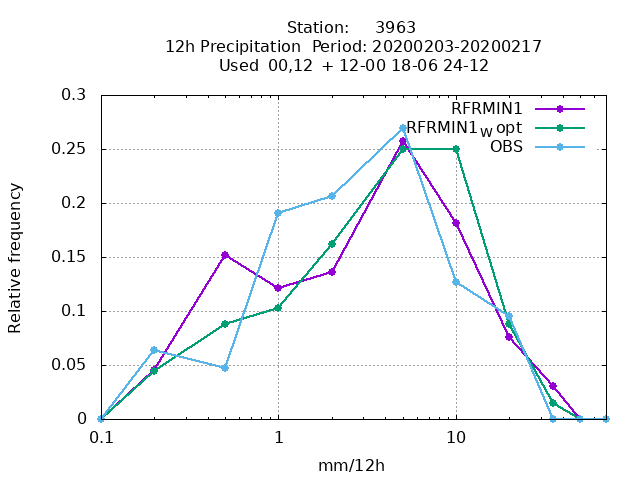 Station: 3963
12h Precipitation Period: 20200203-20200217
Used 00,12 + 12-00 18-06 24-12
0.3
RFRMIN1
RFRMIN1w opt
OBS
0.25
0.2
0.15
0.1
0.05
0
0.1 1 10
Relative frequency
mm/12h